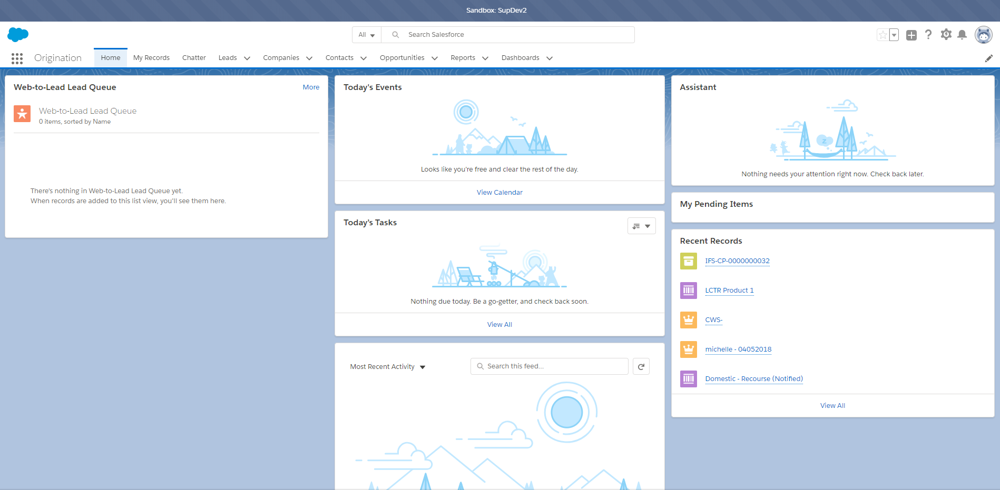 Sandbox: SupDev2
All
Search Salesforce
Origination
Home
My Records
Chatter
Leads
Companies
Contacts
Opportunities
Reports
Dashboards
Web-to-Lead Lead Queue
More
Web-to-Lead Lead Queue
0 items, sorted by Name
There's nothing in Web-to-Lead Lead Queue yet.
When records are added to this list view, you'll see them here.
Today's Events
Looks like you're free and clear the rest of the day.
View Calendar
Today's Tasks
Nothing due today. Be a go-getter, and check back soon.
View All
Most Recent Activity
Search this feed...
Assistant
z
Nothing needs your attention right now. Check back later.
My Pending Items
Recent Records
IFS-CP-0000000032
LCTR Product 1
CWS-
michelle - 04052018
Domestic - Recourse (Notified)
View All